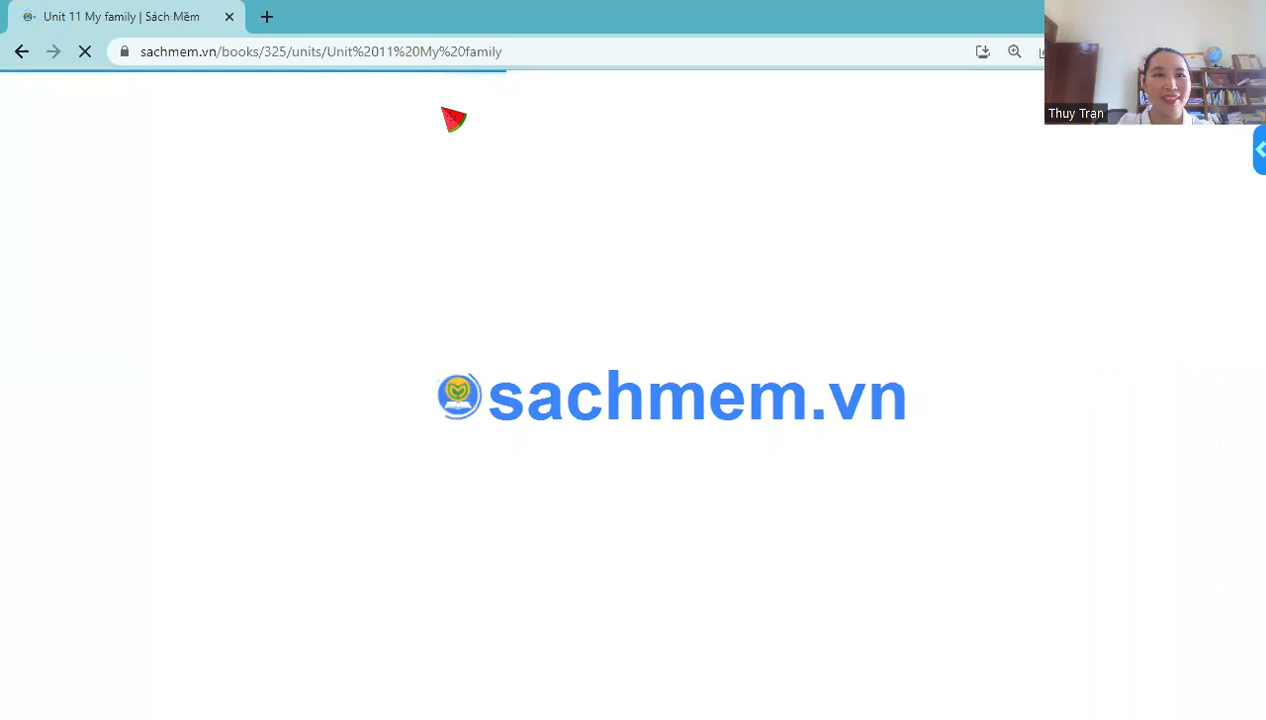 Unit 11 My family | Sách Mềm
sachmem.vn/books/325/units/Unit%2011%20My%20family
Thuy Tran
sachmem.vn